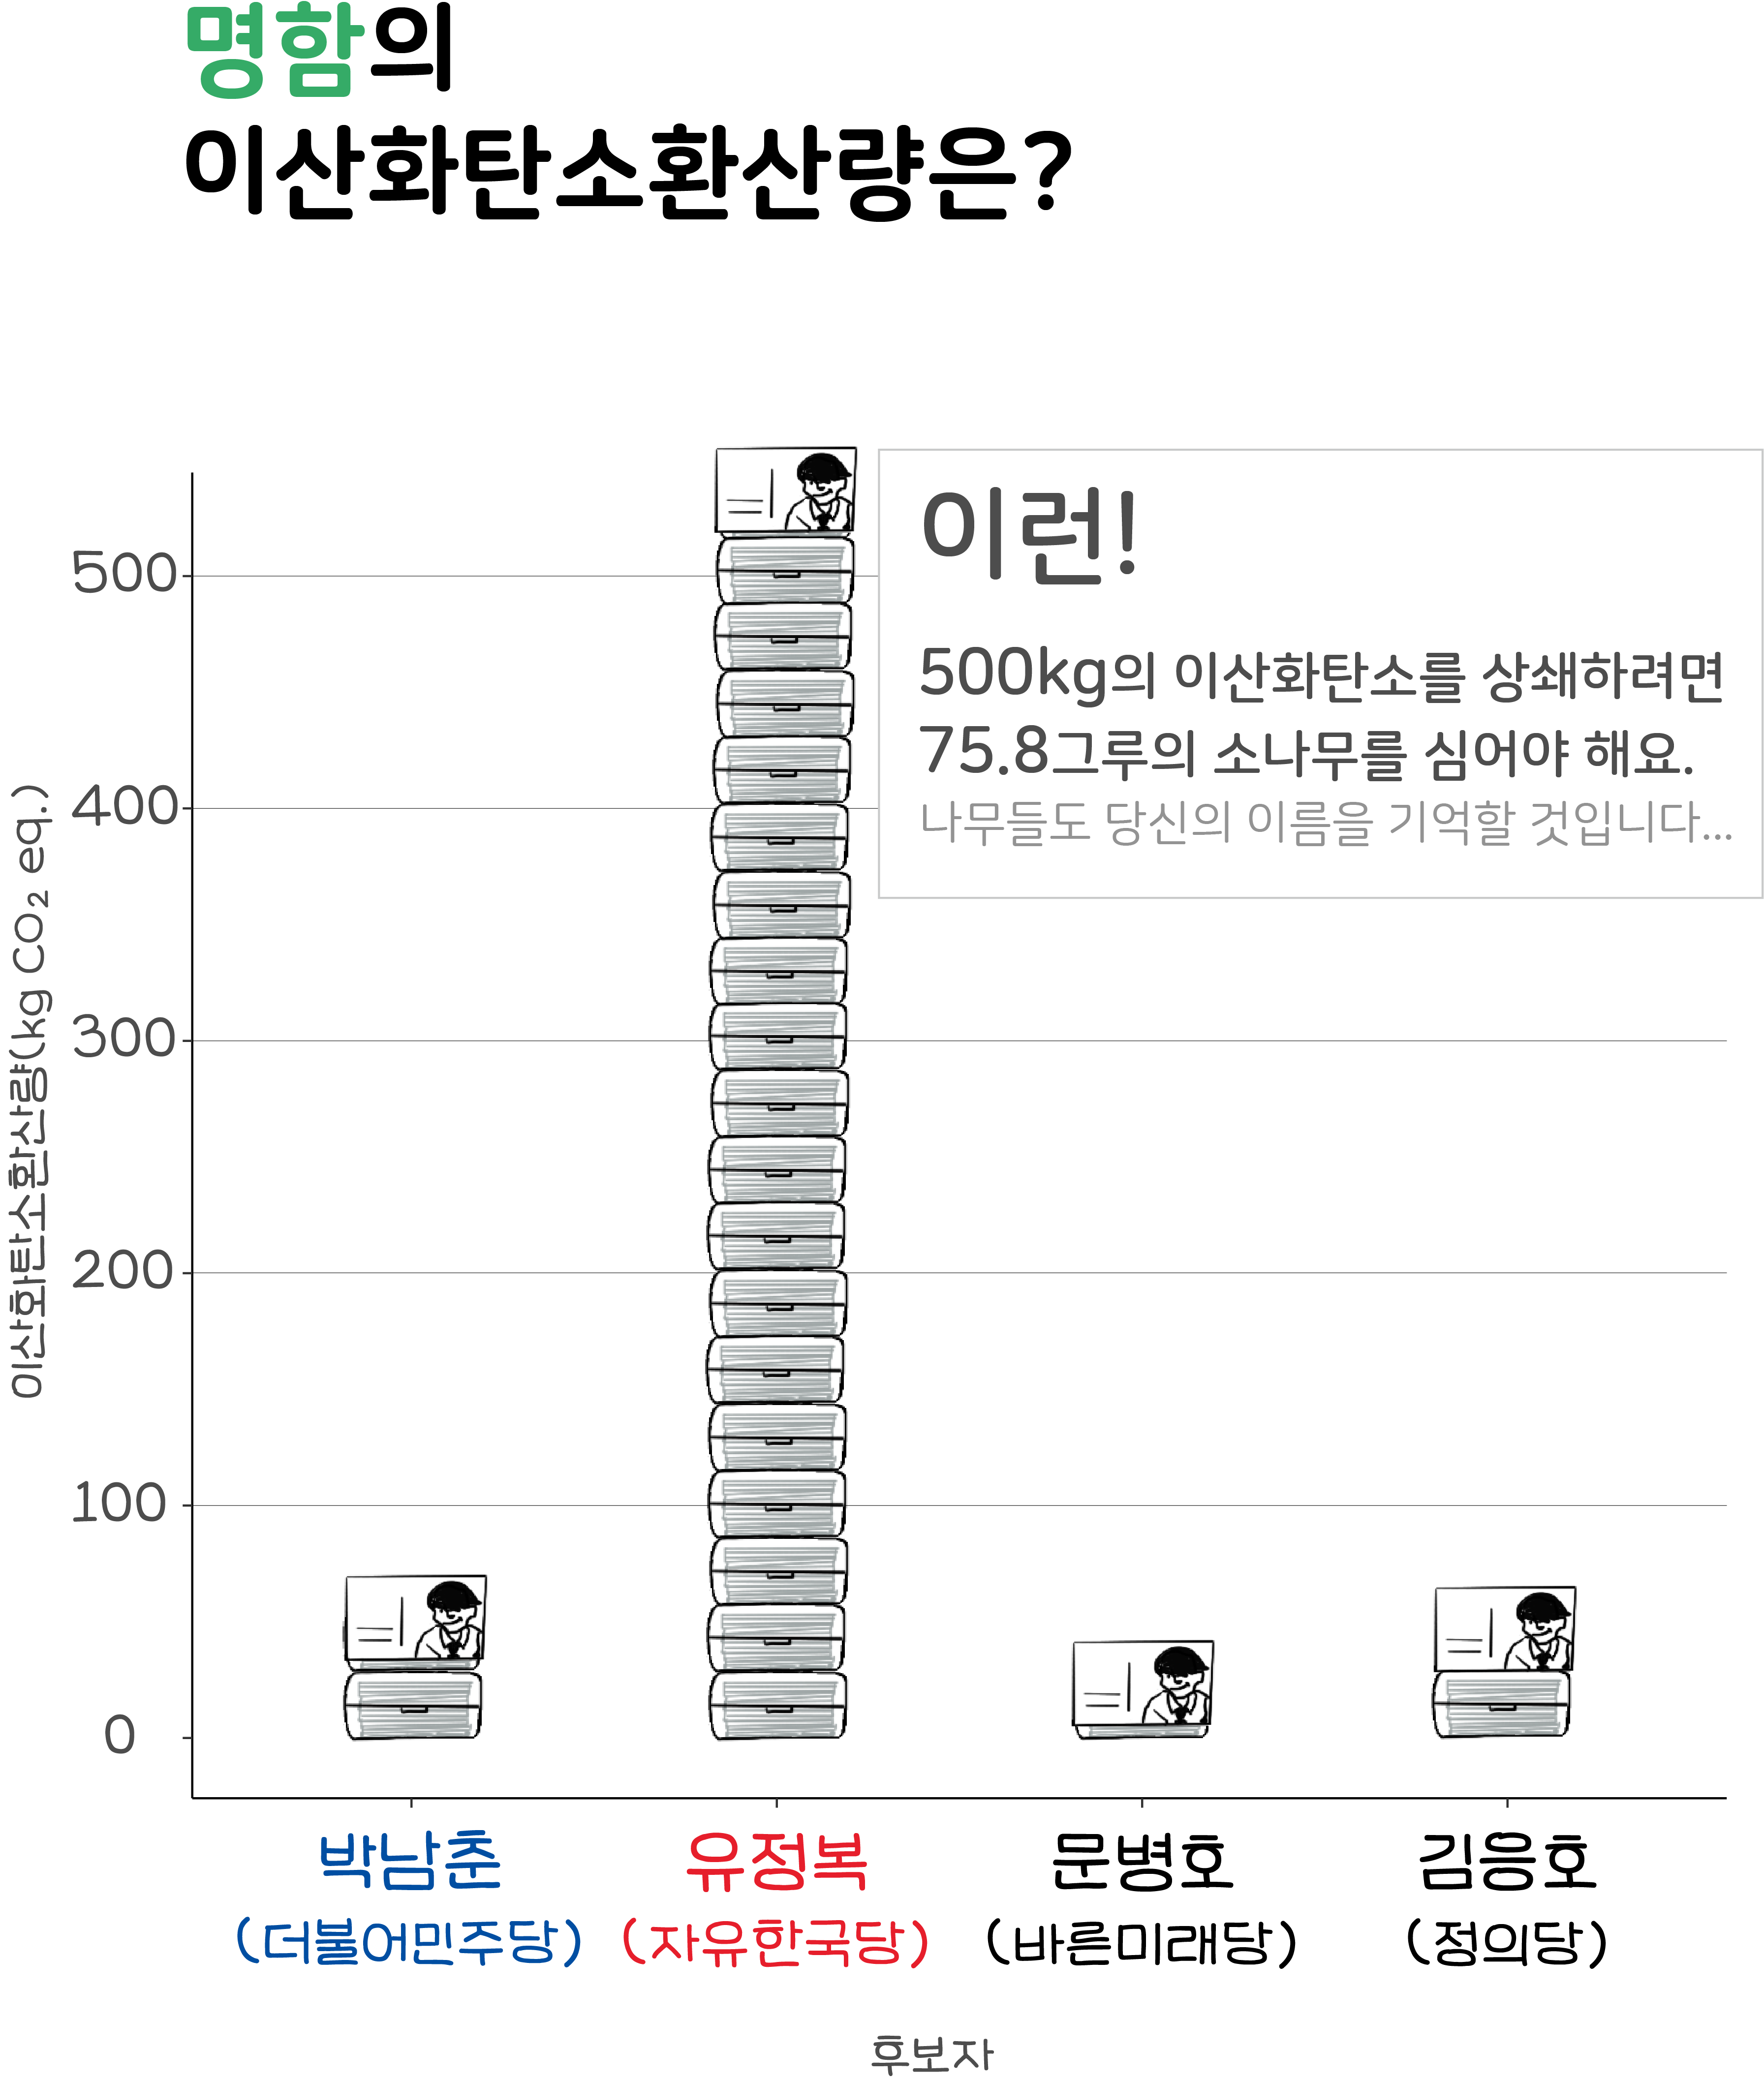 명함의
이산화탄소환산량은?
이런!
500kg의 이산화탄소를 상쇄하려면
75.8그루의 소나무를 심어야 해요.
나무들도 당신의 이름을 기억할 것입니다...
이산화탄소환산량(kg CO₂ eq.)
500
400
300
200
100
0
박남춘
(더불어민주당)
유정복
(자유한국당)
문병호
(바른미래당)
김응호
(정의당)
후보자